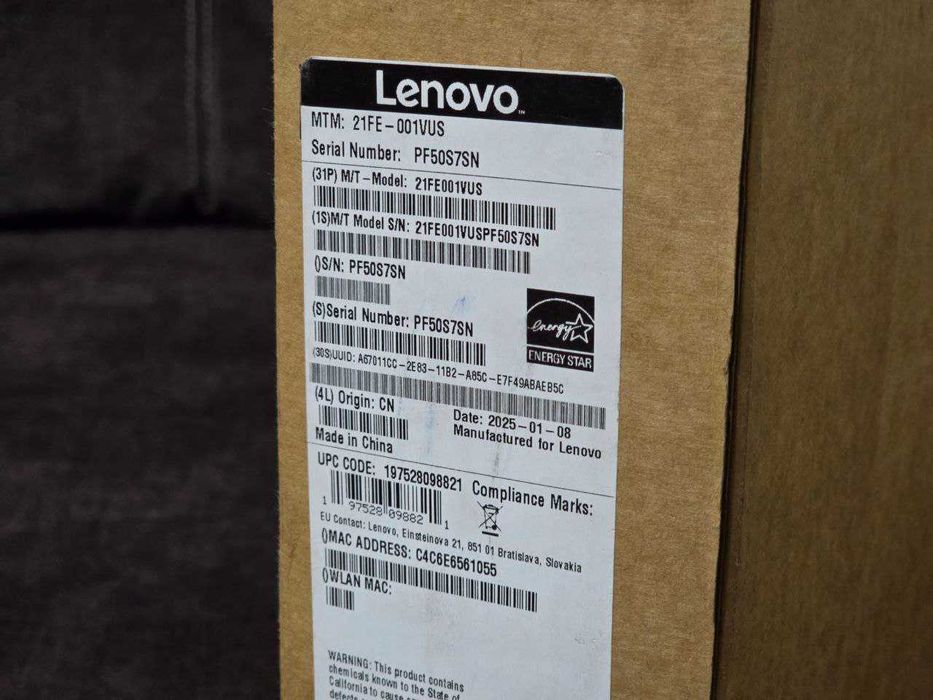 Lenovo™
MTM: 21FE-001VUS
Serial Number: PF50S7SN
(31P) M/T-Model: 21FE001VUS
(1S)M/T Model S/N: 21FE001VUSPF50S7SN
()S/N: PF50S7SN
(S)Serial Number: PF50S7SN
energy
ENERGY STAR
(30S)UUID: A67011CC-2E83-11B2-A85C-E7F49ABAEB5C
(4L) Origin: CN
Made in China
Date: 2025-01-08
Manufactured for Lenovo
UPC CODE: 197528098821
1 97528 09882 1
Compliance Marks:
EU Contact: Lenovo, Einsteinova 21, 851 01 Bratislava, Slovakia
()MAC ADDRESS: C4C6E6561055
()WLAN MAC:
WARNING: This product contains
chemicals known to the State of
California to cause
defects